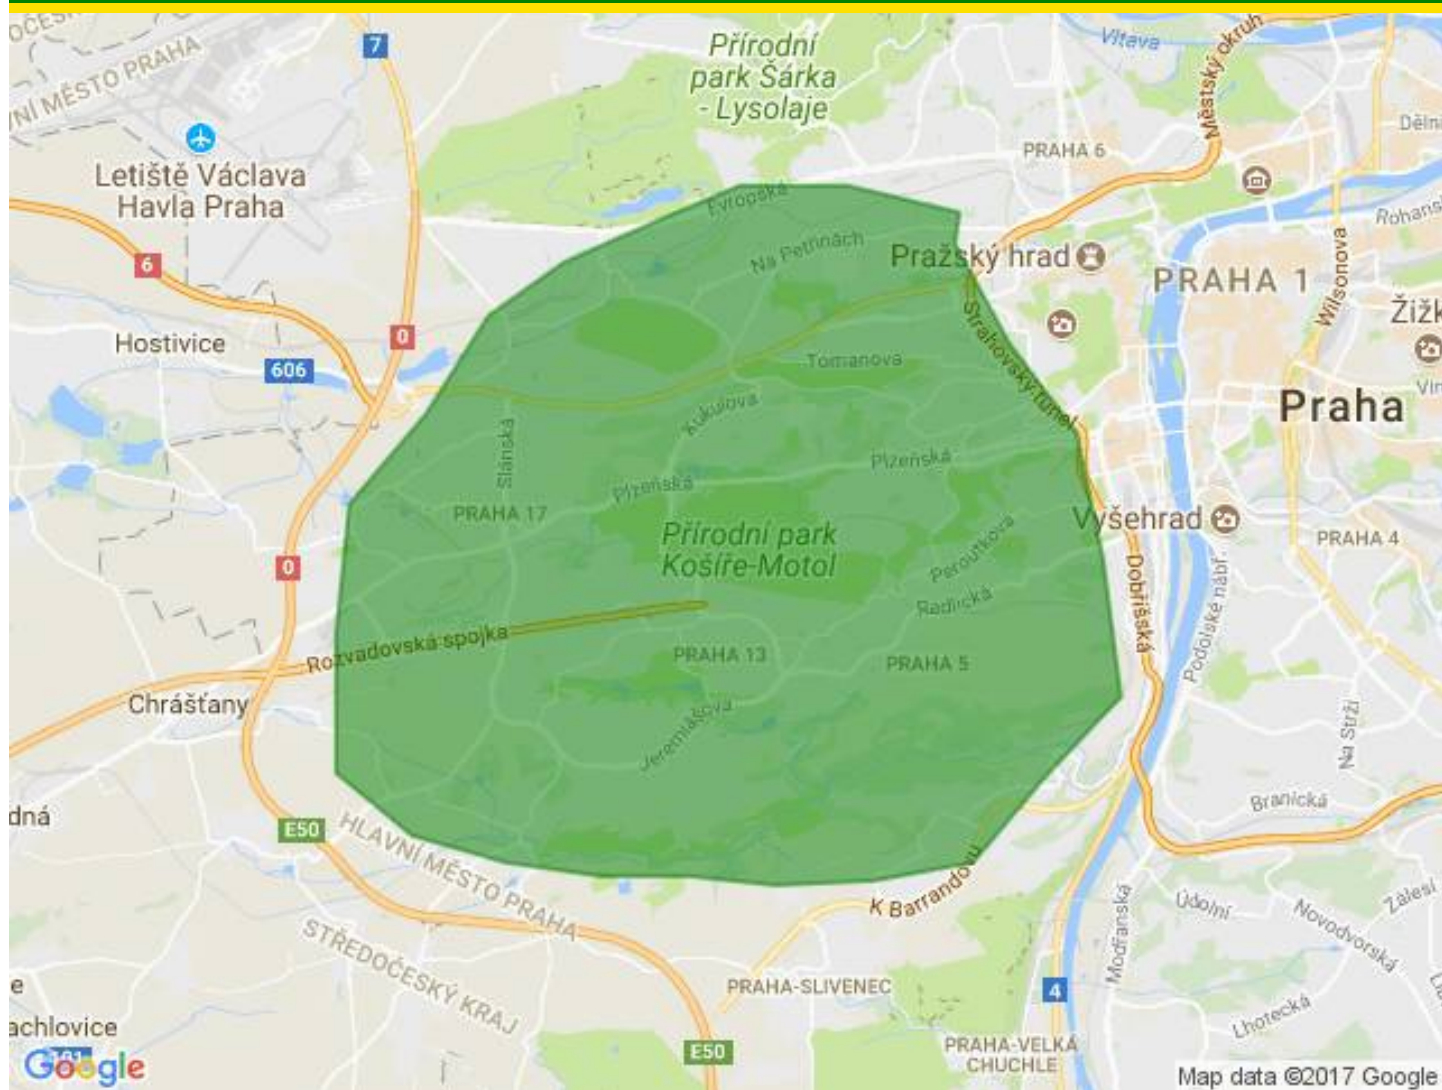 7
Vltava
Přírodní
park Šárka
- Lysolaje
Městský okruh
VNÍ MĚSTO PRAHA
Letiště Václava
Havla Praha
PRAHA 6
Evropská
Na Petřinách
Pražský hrad
PRAHA 1
Wilsonova
6
0
Hostivice
606
Strahovský tunel
Tomanova
Kukulova
Praha
Slánská
Plzeňská
Plzeňská
PRAHA 17
Přírodní park
Košíře-Motol
Vyšehrad
PRAHA 4
Peroutkova
Radlická
0
Dobříšská
Podolské nábř.
Rozvadovská spojka
PRAHA 13
PRAHA 5
Chrášťany
Jeremiášova
Na Strži
Branická
dná
E50
HLAVNÍ MĚSTO PRAHA
K Barrandovu
Modřanská
Údolní
Novodvorská
Zálesí
STŘEDOČESKÝ KRAJ
PRAHA-SLIVENEC
4
Lhotecká
e
achlovice
E50
PRAHA-VELKÁ
CHUCHLE
Google
Map data ©2017 Google